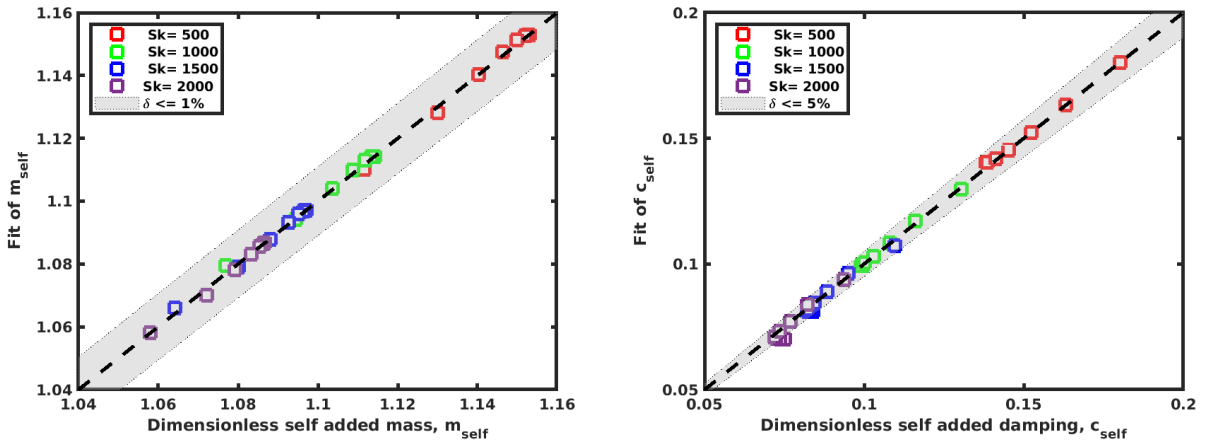 1.16
1.14
1.12
1.1
1.08
1.06
1.04
1.04
1.06
1.08
1.1
1.12
1.14
1.16
Fit of m_self
Dimensionless self added mass, m_self
Sk= 500
Sk= 1000
Sk= 1500
Sk= 2000
δ <= 1%
0.2
0.15
0.1
0.05
0.05
0.1
0.15
0.2
Fit of c_self
Dimensionless self added damping, c_self
Sk= 500
Sk= 1000
Sk= 1500
Sk= 2000
δ <= 5%